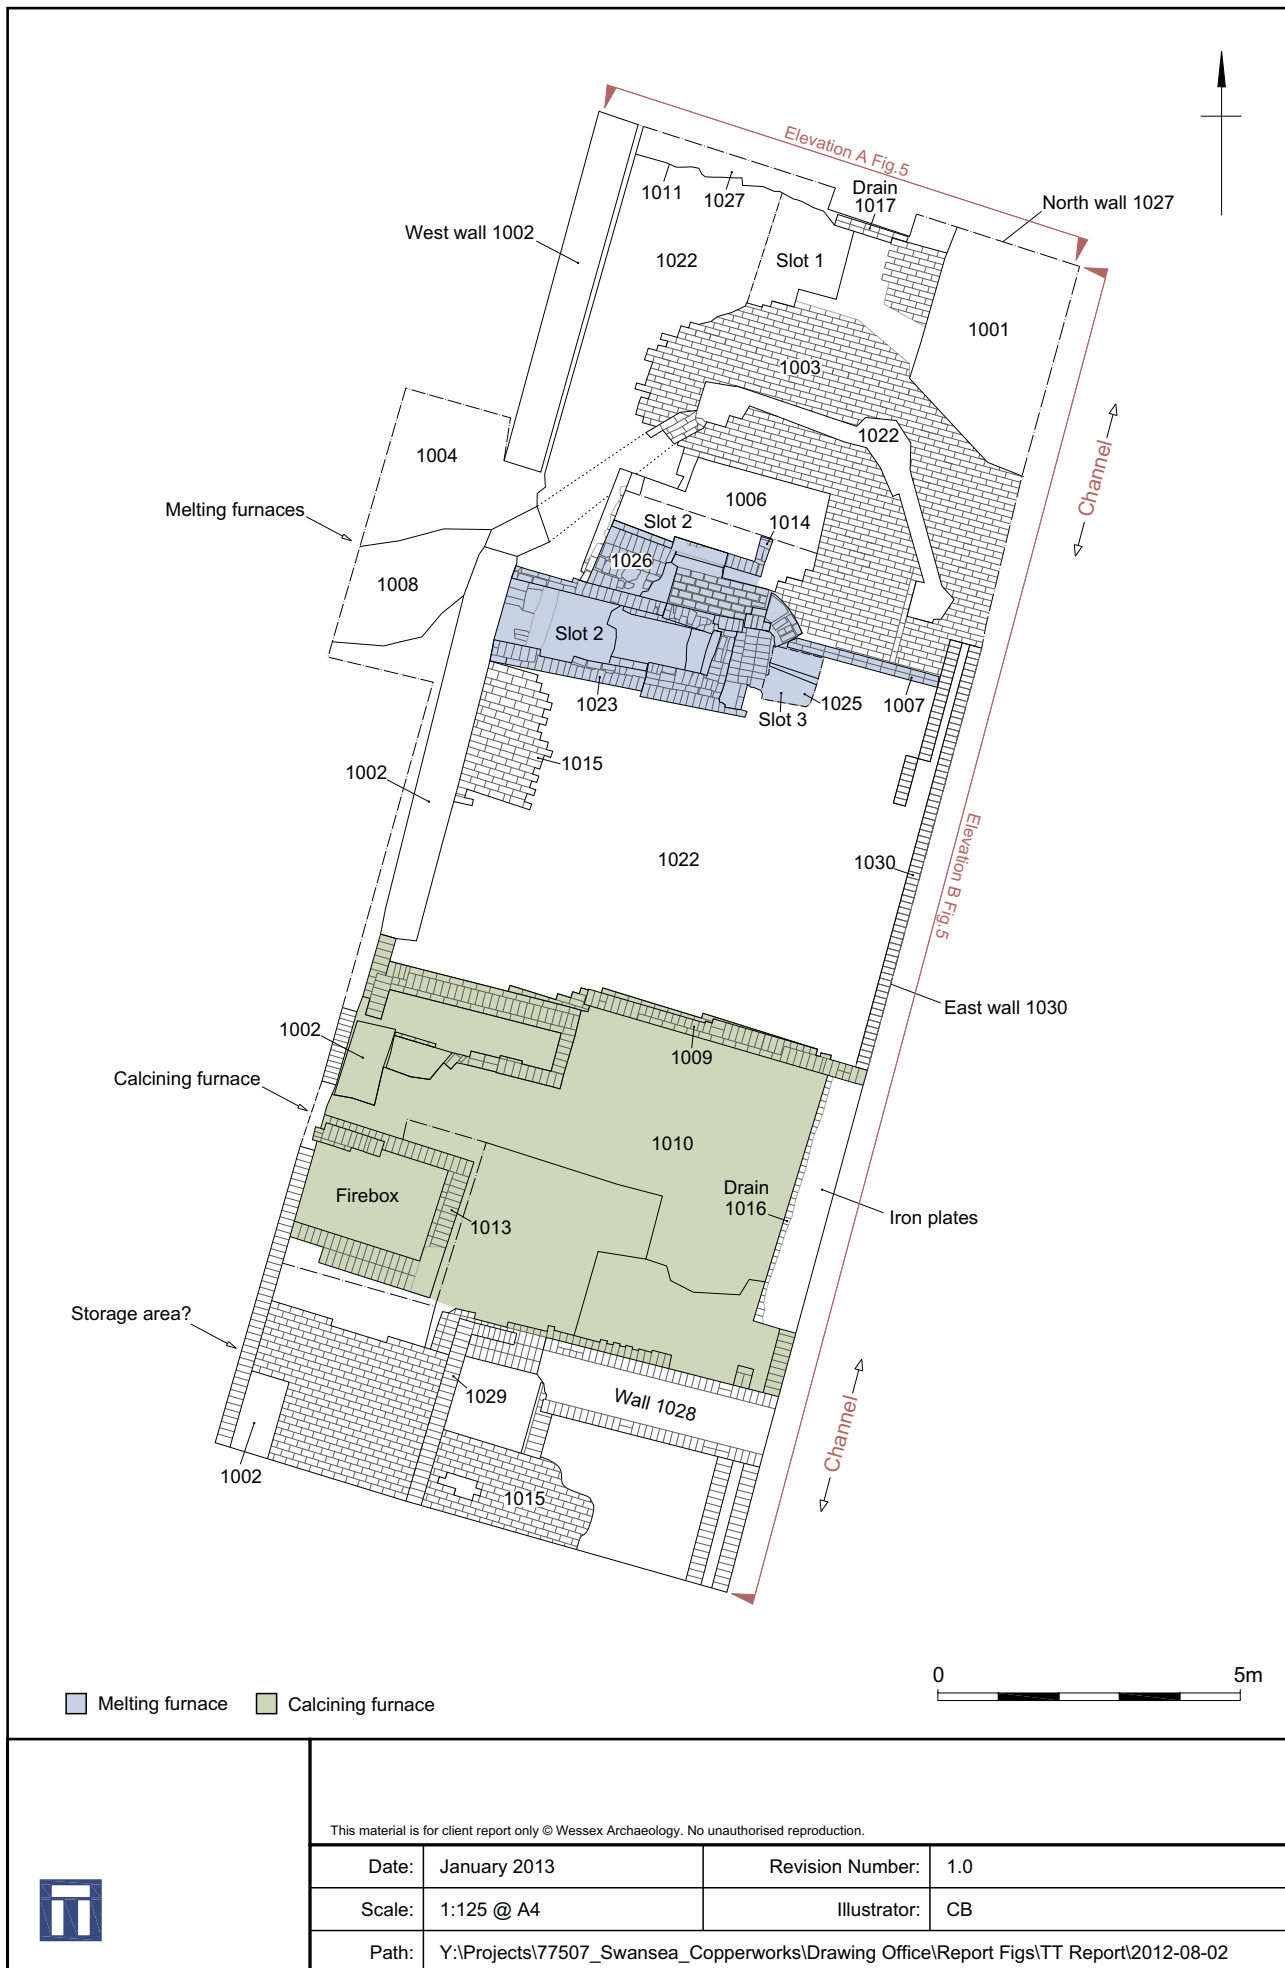 Elevation A Fig.5
Drain
1017
North wall 1027
1011
1027
West wall 1002
1022
Slot 1
1001
1003
1022
Channel
1004
Melting furnaces
1006
Slot 2
1014
1026
1008
Slot 2
1023
1025
Slot 3
1007
1015
1002
1022
1030
Elevation B Fig.5
East wall 1030
1002
1009
Calcining furnace
1010
Firebox
Drain
1016
Iron plates
1013
Storage area?
1029
Wall 1028
Channel
1002
1015
0 5m
Melting furnace Calcining furnace
This material is for client report only © Wessex Archaeology. No unauthorised reproduction.
Date: January 2013 Revision Number: 1.0
Scale: 1:125 @ A4 Illustrator: CB
Path: Y:\Projects\77507_Swansea_Copperworks\Drawing Office\Report Figs\TT Report\2012-08-02